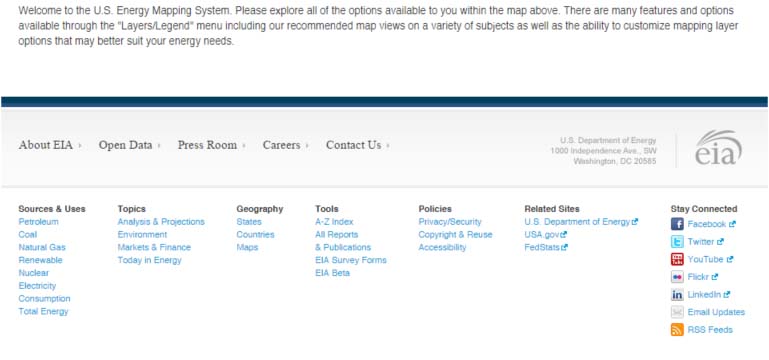 Welcome to the U.S. Energy Mapping System. Please explore all of the options available to you within the map above. There are many features and options
available through the "Layers/Legend" menu including our recommended map views on a variety of subjects as well as the ability to customize mapping layer
options that may better suit your energy needs.
About EIA
Open Data
Press Room
Careers
Contact Us
U.S. Department of Energy
1000 Independence Ave., SW
Washington, DC 20585
eia
Sources & Uses
Petroleum
Coal
Natural Gas
Renewable
Nuclear
Electricity
Consumption
Total Energy
Topics
Analysis & Projections
Environment
Markets & Finance
Today in Energy
Geography
States
Countries
Maps
Tools
A-Z Index
All Reports
& Publications
EIA Survey Forms
EIA Beta
Policies
Privacy/Security
Copyright & Reuse
Accessibility
Related Sites
U.S. Department of Energy
USA.gov
FedStats
Stay Connected
Facebook
Twitter
YouTube
Flickr
LinkedIn
Email Updates
RSS Feeds